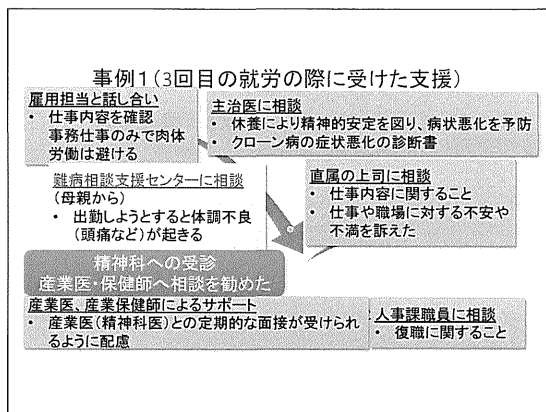 事例1(3回目の就労の際に受けた支援)
雇用担当と話し合い
• 仕事内容を確認
事務仕事のみで肉体
労働は避ける
主治医に相談
• 休養により精神的安定を図り、病状悪化を予防
• クローン病の症状悪化の診断書
難病相談支援センターに相談
(母親から)
• 出勤しようとすると体調不良
(頭痛など)が起きる
直属の上司に相談
• 仕事内容に関すること
• 仕事や職場に対する不安や
不満を訴えた
精神科への受診
産業医・保健師へ相談を勧めた
産業医、産業保健師によるサポート
• 産業医(精神科医)との定期的な面接が受けられ
るように配慮
人事課職員に相談
• 復職に関すること